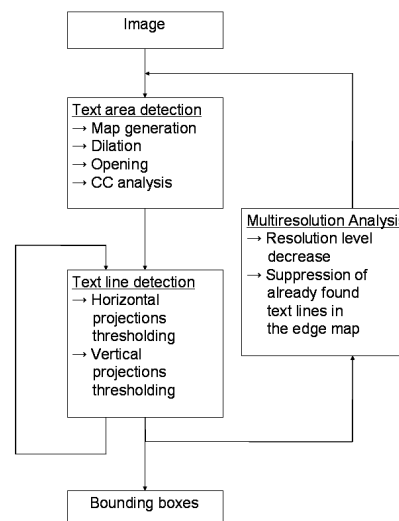 Image
Text area detection
→ Map generation
→ Dilation
→ Opening
→ CC analysis
Multiresolution Analysis
→ Resolution level
decrease
→ Suppression of
already found
text lines in
the edge map
Text line detection
→ Horizontal
projections
thresholding
→ Vertical
projections
thresholding
Bounding boxes